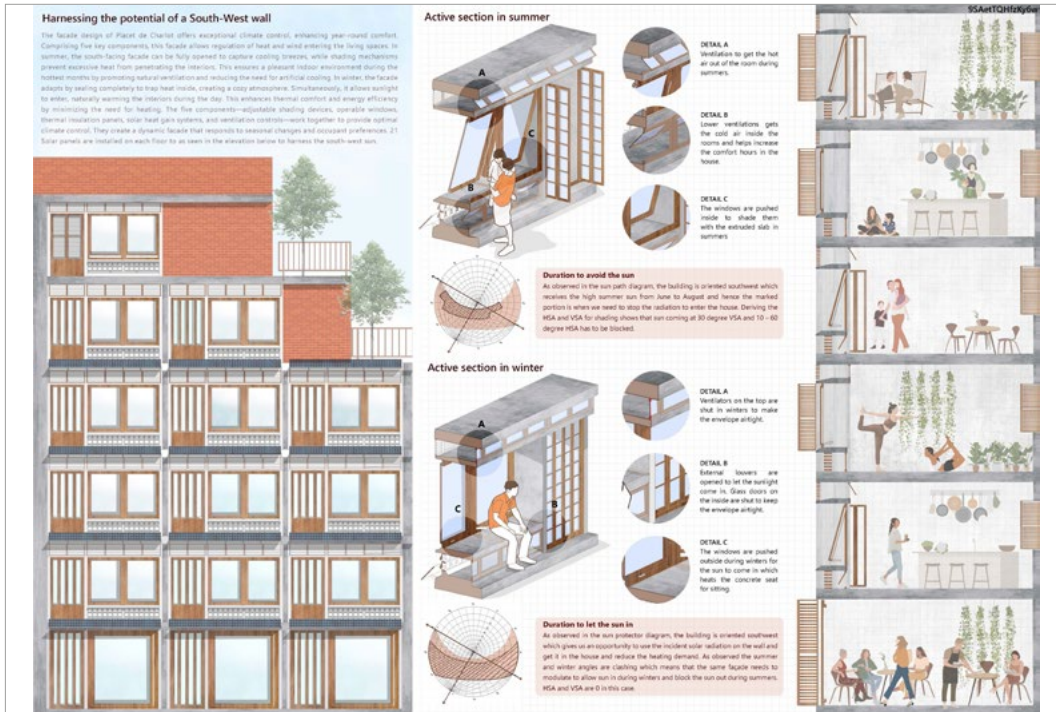 Harnessing the potential of a South-West wall
The facade design of Placet de Charlot offers exceptional climate control, enhancing year-round comfort.
Comprising five key components, this facade allows regulation of heat and wind entering the living spaces. In
summer, the south-facing facade can be fully opened to capture cooling breezes, while shading mechanisms
prevent excessive heat from penetrating the interiors. This ensures a pleasant indoor environment during the
hottest months by promoting natural ventilation and reducing the need for artificial cooling. In winter, the facade
adapts by sealing completely to trap heat inside, creating a cozy atmosphere. Simultaneously, it allows sunlight
to enter, naturally warming the interiors during the day. This enhances thermal comfort and energy efficiency
by minimizing the need for heating. The five components—adjustable shading devices, operable windows,
thermal insulation panels, solar heat gain systems, and ventilation controls—work together to provide optimal
climate control. They create a dynamic facade that responds to seasonal changes and occupant preferences. 21
Solar panels are installed on each floor to as seen in the elevation below to harness the south-west sun.
Active section in summer
A
C
B
DETAIL A
Ventilation to get the hot
air out of the room during
summers.
DETAIL B
Lower ventilations gets
the cold air inside the
rooms and helps increase
the comfort hours in the
house.
DETAIL C
The windows are pushed
inside to shade them
with the extruded slab in
summers
Duration to avoid the sun
As observed in the sun path diagram, the building is oriented southwest which
receives the high summer sun from June to August and hence the marked
portion is when we need to stop the radiation to enter the house. Deriving the
HSA and VSA for shading shows that sun coming at 30 degree VSA and 10 - 60
degree HSA has to be blocked.
Active section in winter
A
C
B
DETAIL A
Ventilators on the top are
shut in winters to make
the envelope airtight.
DETAIL B
External louvers are
opened to let the sunlight
come in. Glass doors on
the inside are shut to keep
the envelope airtight.
DETAIL C
The windows are pushed
outside during winters for
the sun to come in which
heats the concrete seat
for sitting.
Duration to let the sun in
As observed in the sun protector diagram, the building is oriented southwest
which gives us an opportunity to use the incident solar radiation on the wall and
get it in the house and reduce the heating demand. As observed the summer
and winter angles are clashing which means that the same façade needs to
modulate to allow sun in during winters and block the sun out during summers.
HSA and VSA are 0 in this case.
9SAetTQHfzKy6w